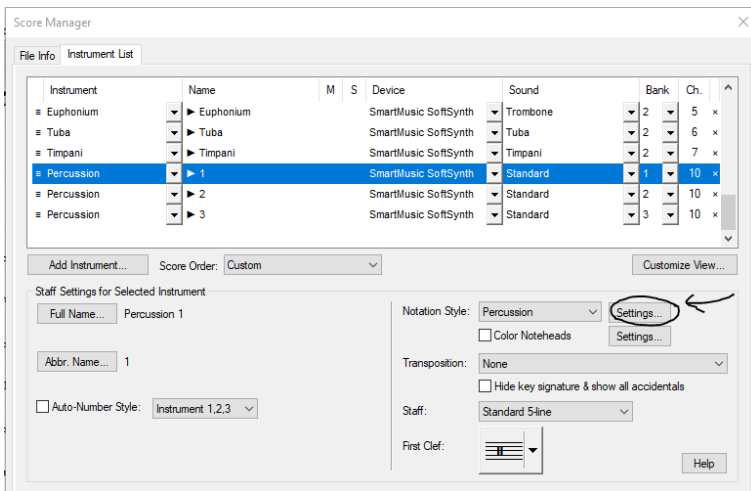 Score Manager
File Info Instrument List
Instrument Name M S Device Sound Bank Ch.
Euphonium Euphonium SmartMusic SoftSynth Trombone 2 5 ×
Tuba Tuba SmartMusic SoftSynth Tuba 2 6 ×
Timpani Timpani SmartMusic SoftSynth Timpani 2 7 ×
Percussion 1 SmartMusic SoftSynth Standard 1 10 ×
Percussion 2 SmartMusic SoftSynth Standard 2 10 ×
Percussion 3 SmartMusic SoftSynth Standard 3 10 ×
Add Instrument... Score Order: Custom Customize View...
Staff Settings for Selected Instrument
Full Name... Percussion 1 Notation Style: Percussion Settings...
Color Noteheads Settings...
Abbr. Name... 1 Transposition: None
Hide key signature & show all accidentals
Auto-Number Style: Instrument 1,2,3 Staff: Standard 5-line
First Clef:
Help